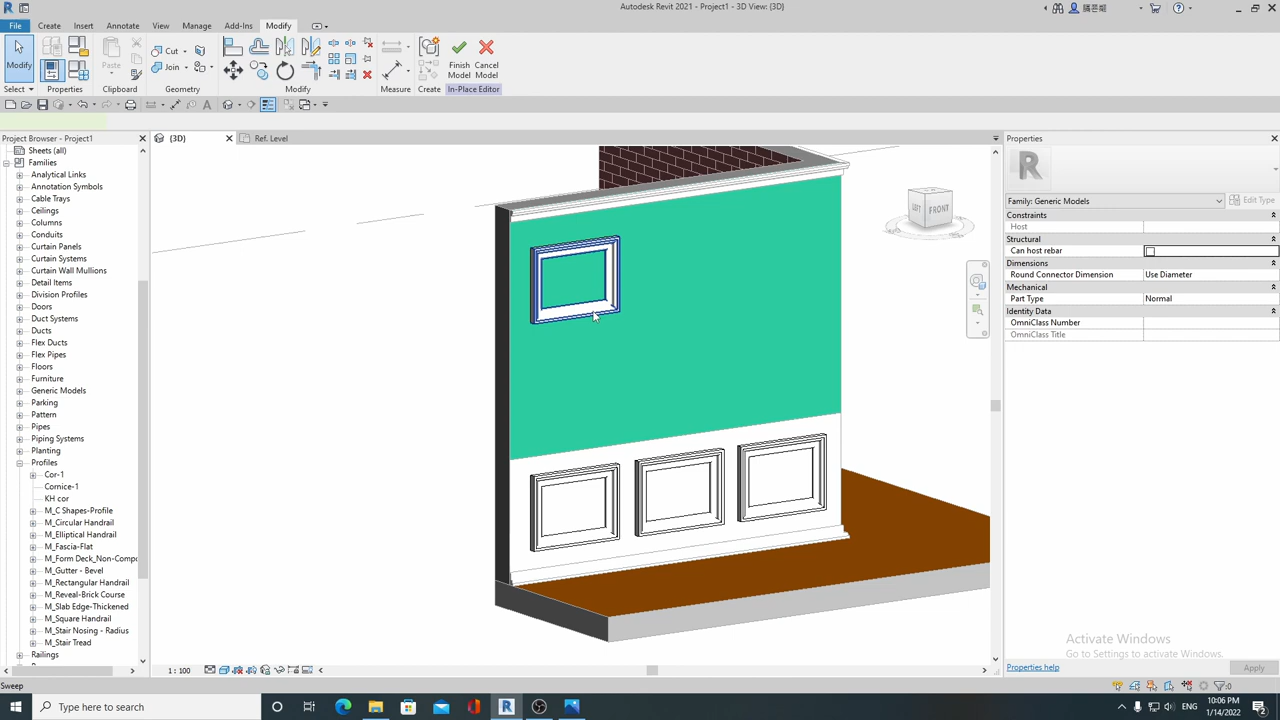 Autodesk Revit 2021 - Project1 - 3D View: {3D}
File Create Insert Annotate View Manage Add-Ins Modify
Modify
Paste
Cut
Join
Finish Model
Cancel Model
Select Properties Clipboard Geometry Modify Measure Create In-Place Editor
Project Browser - Project1
{3D}
Ref. Level
Properties
Sheets (all)
Families
Analytical Links
Annotation Symbols
Cable Trays
Ceilings
Columns
Conduits
Curtain Panels
Curtain Systems
Curtain Wall Mullions
Detail Items
Division Profiles
Doors
Duct Systems
Ducts
Flex Ducts
Flex Pipes
Floors
Furniture
Generic Models
Parking
Pattern
Pipes
Piping Systems
Planting
Profiles
Cor-1
Cornice-1
KH cor
M_C Shapes-Profile
M_Circular Handrail
M_Elliptical Handrail
M_Fascia-Flat
M_Form Deck_Non-Compo
M_Gutter - Bevel
M_Rectangular Handrail
M_Reveal-Brick Course
M_Slab Edge-Thickened
M_Square Handrail
M_Stair Nosing - Radius
M_Stair Tread
Railings
LEFT
FRONT
R
Family: Generic Models
Edit Type
Constraints
Host
Structural
Can host rebar
Dimensions
Round Connector Dimension Use Diameter
Mechanical
Part Type Normal
Identity Data
OmniClass Number
OmniClass Title
Activate Windows
Go to Settings to activate Windows.
Properties help
Apply
1 : 100
Sweep
:0
Type here to search
ENG
10:06 PM
1/14/2022
2